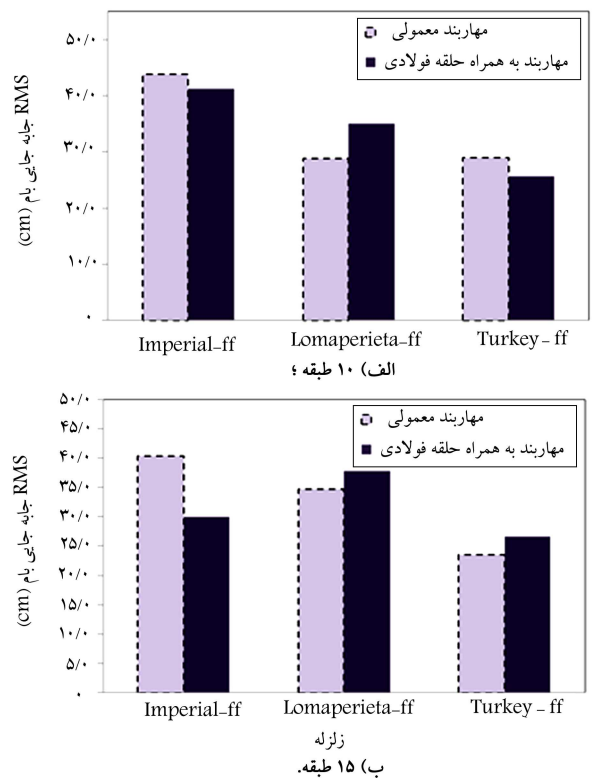 مهاربند معمولی
مهاربند به همراه حلقه فولادی
RMS جابه جایی بام (cm)
۵۰/۰
۴۰/۰
۳۰/۰
۲۰/۰
۱۰/۰
۰
Imperial-ff Lomaperieta-ff Turkey-ff
الف) ۱۰ طبقه ؛
مهاربند معمولی
مهاربند به همراه حلقه فولادی
RMS جابه جایی بام (cm)
۵۰/۰
۴۵/۰
۴۰/۰
۳۵/۰
۳۰/۰
۲۵/۰
۲۰/۰
۱۵/۰
۱۰/۰
۵/۰
۰
Imperial-ff Lomaperieta-ff Turkey-ff
زلزله
ب) ۱۵ طبقه.